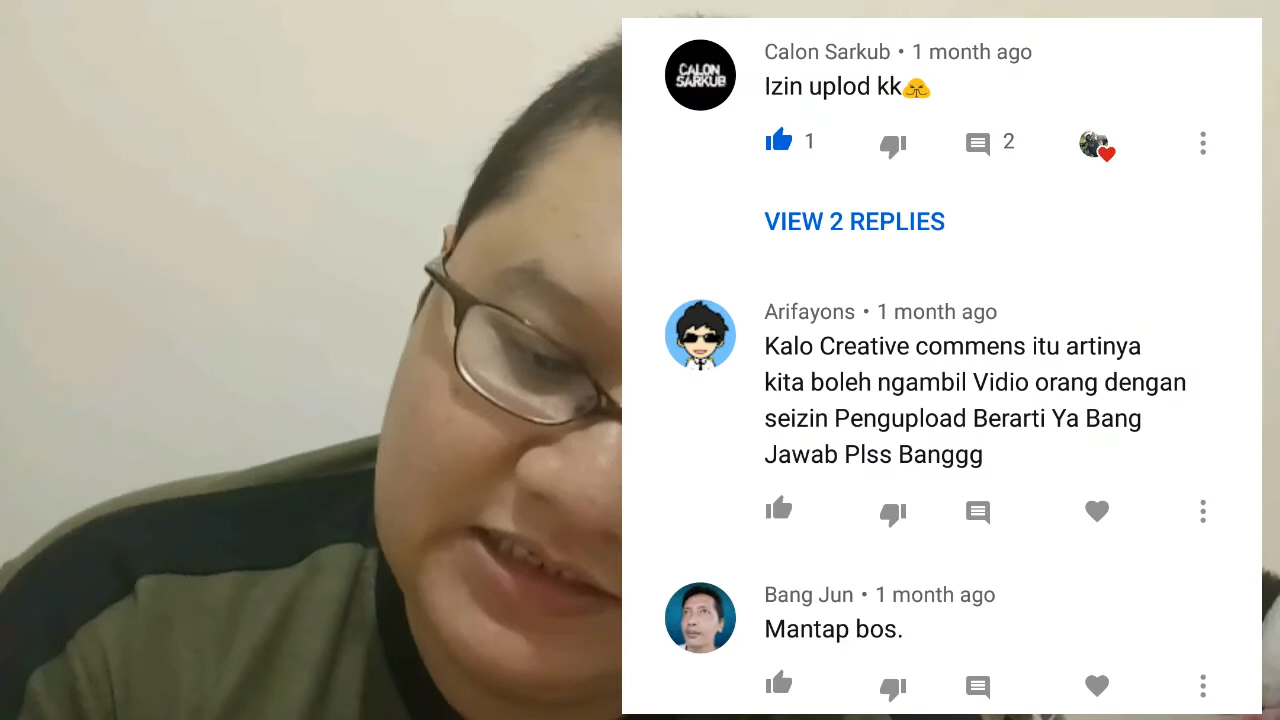 CALON
SARKUB
Calon Sarkub • 1 month ago
Izin uplod kk🙏
1
2
VIEW 2 REPLIES
Arifayons • 1 month ago
Kalo Creative commens itu artinya
kita boleh ngambil Vidio orang dengan
seizin Pengupload Berarti Ya Bang
Jawab Plss Banggg
Bang Jun • 1 month ago
Mantap bos.